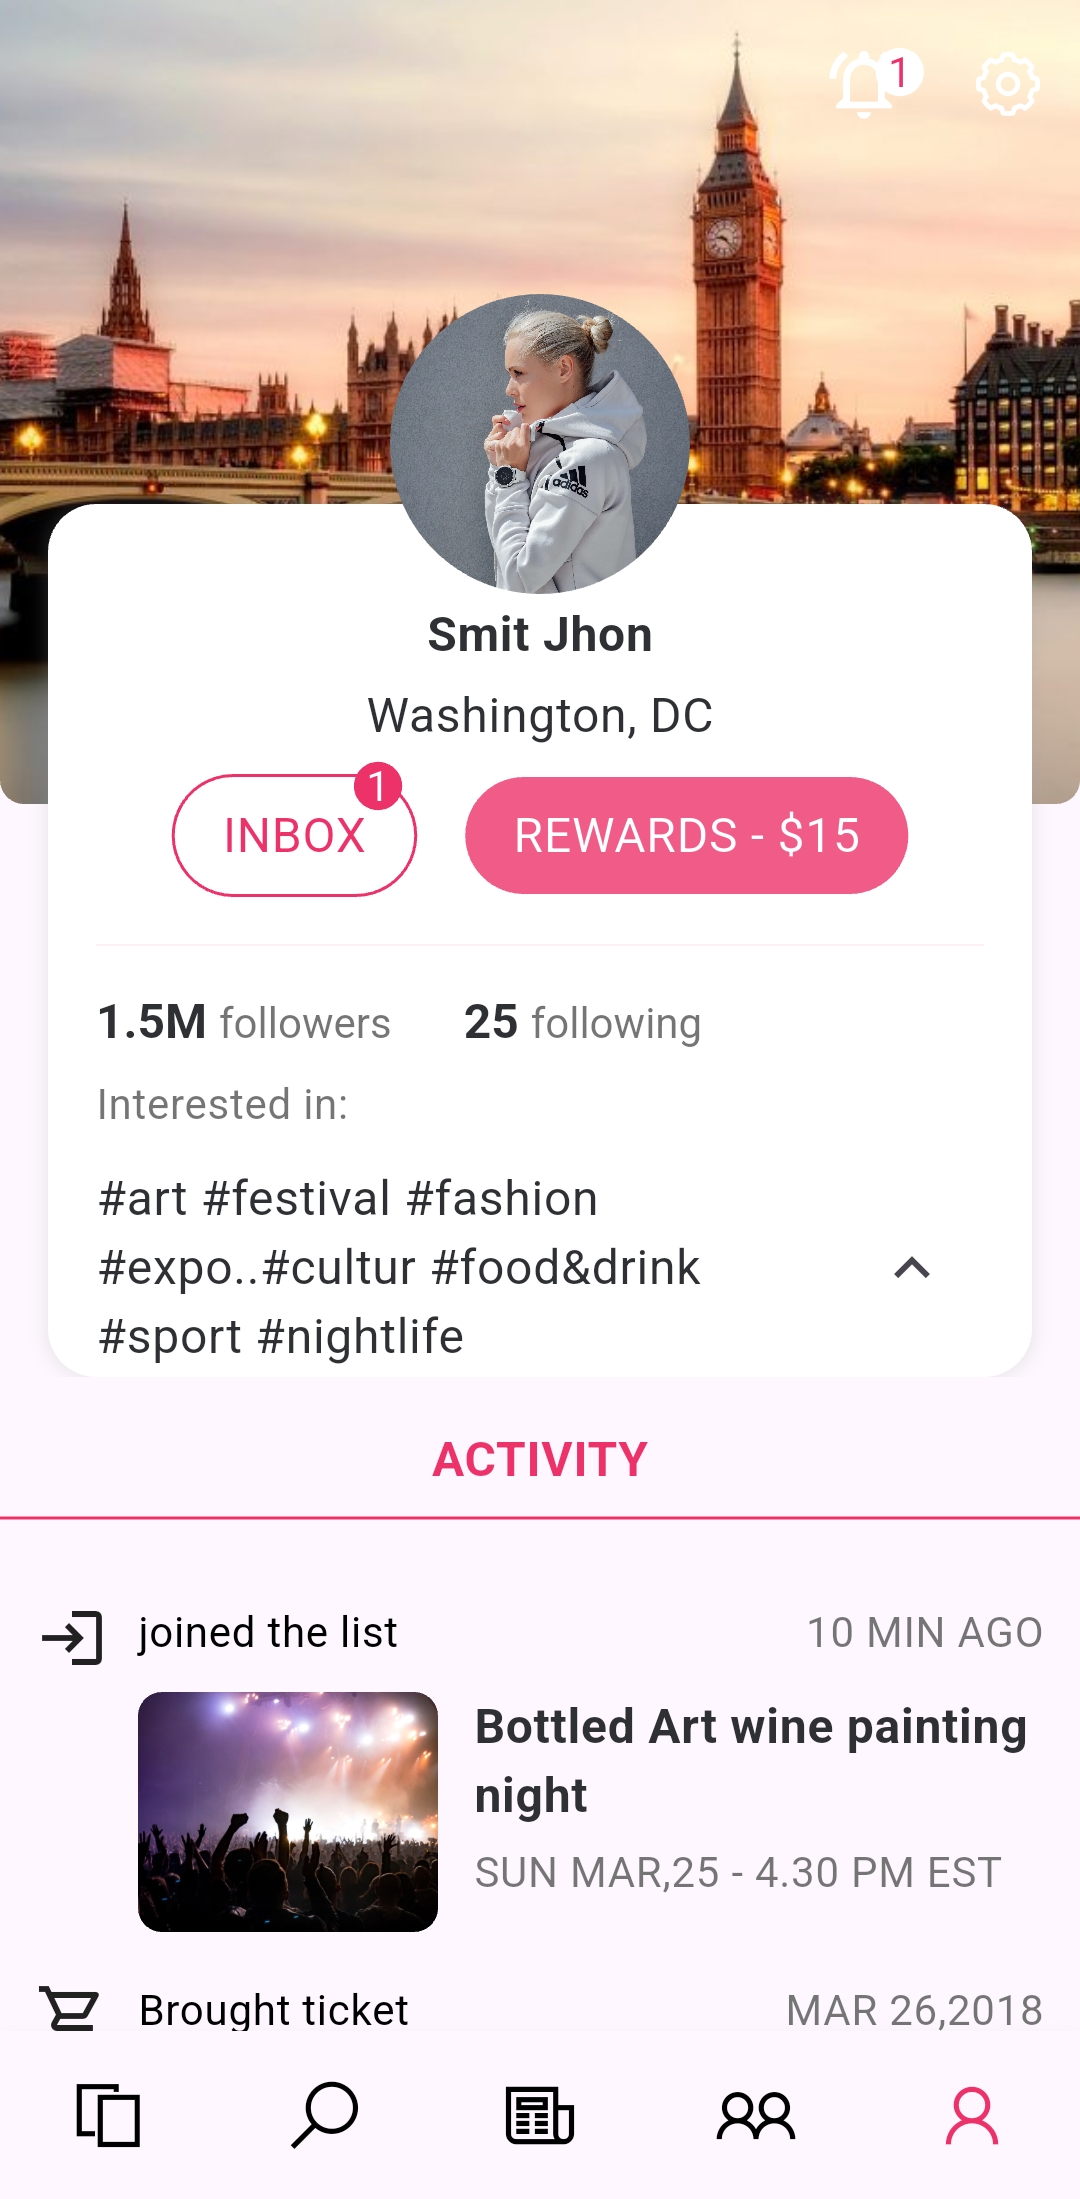 1
adidas
Smit Jhon
Washington, DC
INBOX
1
REWARDS - $15
1.5M followers
25 following
Interested in:
#art #festival #fashion
#expo..#cultur #food&drink
#sport #nightlife
ACTIVITY
joined the list
10 MIN AGO
Bottled Art wine painting
night
SUN MAR,25 - 4.30 PM EST
Brought ticket
MAR 26,2018